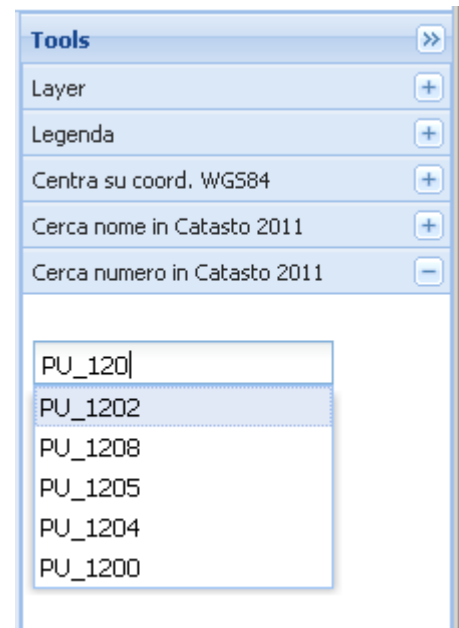 Tools
Layer
Legenda
Centra su coord. WGS84
Cerca nome in Catasto 2011
Cerca numero in Catasto 2011
PU_120
PU_1202
PU_1208
PU_1205
PU_1204
PU_1200